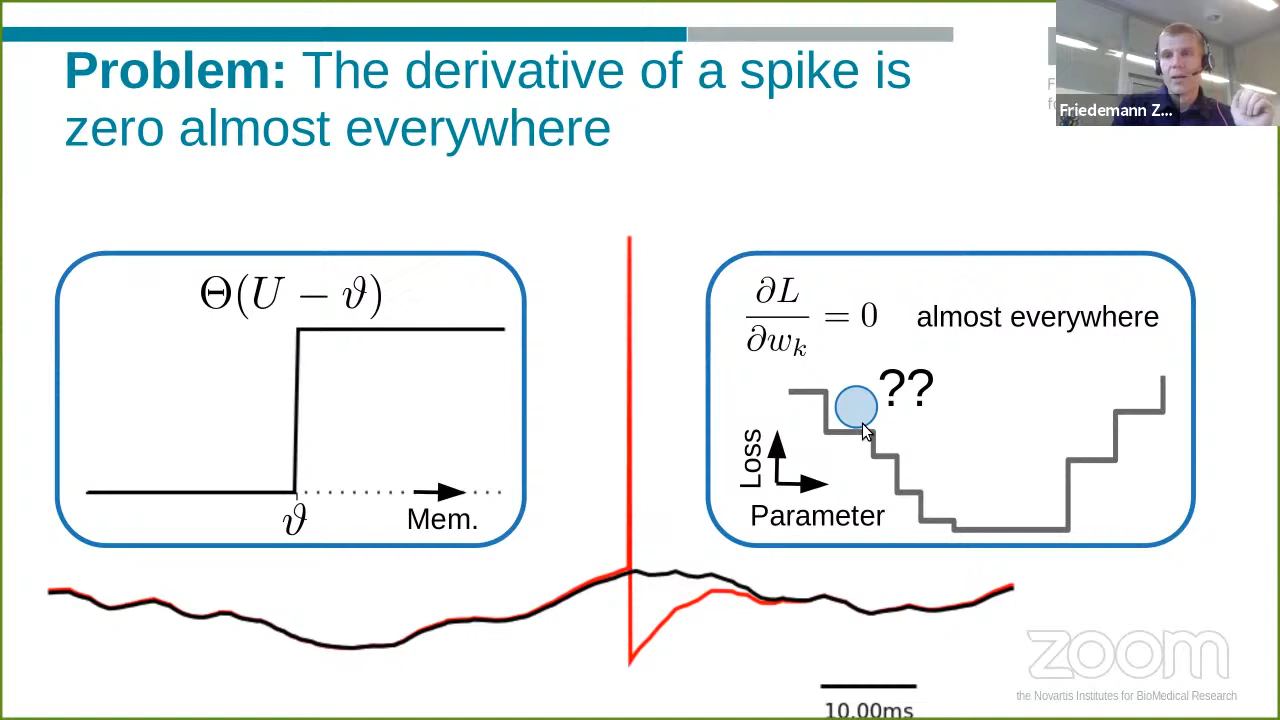 Problem: The derivative of a spike is
zero almost everywhere
Friedemann Z...
Θ(U − ϑ)
ϑ
Mem.
∂L/∂w_k = 0 almost everywhere
??
Loss
Parameter
10.00ms
zoom
the Novartis Institutes for BioMedical Research